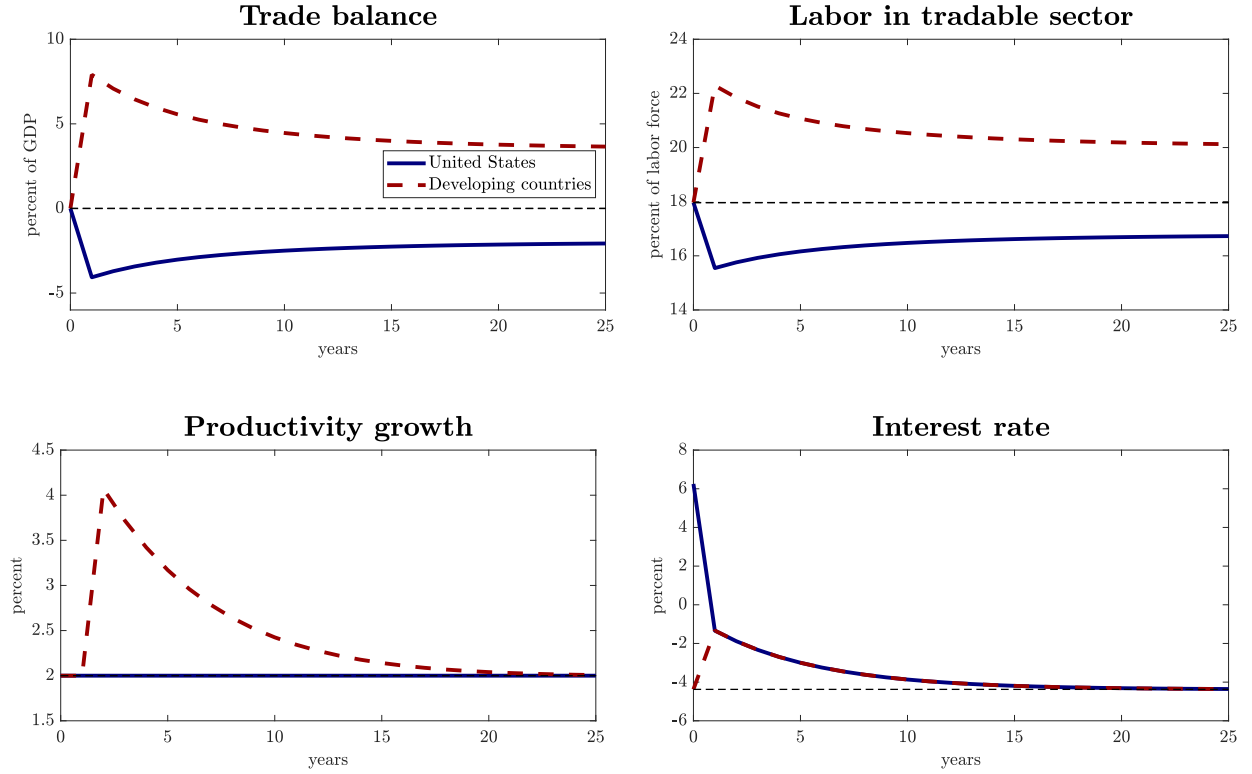 Trade balance
10
5
0
-5
percent of GDP
United States
Developing countries
0 5 10 15 20 25
years
Labor in tradable sector
24
22
20
18
16
14
percent of labor force
0 5 10 15 20 25
years
Productivity growth
4.5
4
3.5
3
2.5
2
1.5
percent
0 5 10 15 20 25
years
Interest rate
8
6
4
2
0
-2
-4
-6
percent
0 5 10 15 20 25
years